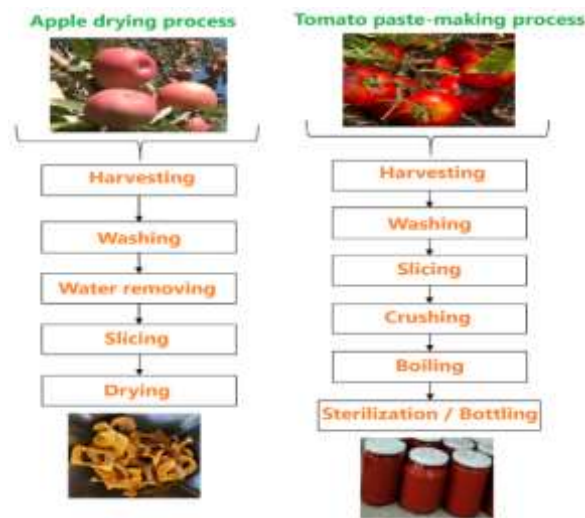 Apple drying process
Harvesting
Washing
Water removing
Slicing
Drying
Tomato paste-making process
Harvesting
Washing
Slicing
Crushing
Boiling
Sterilization / Bottling